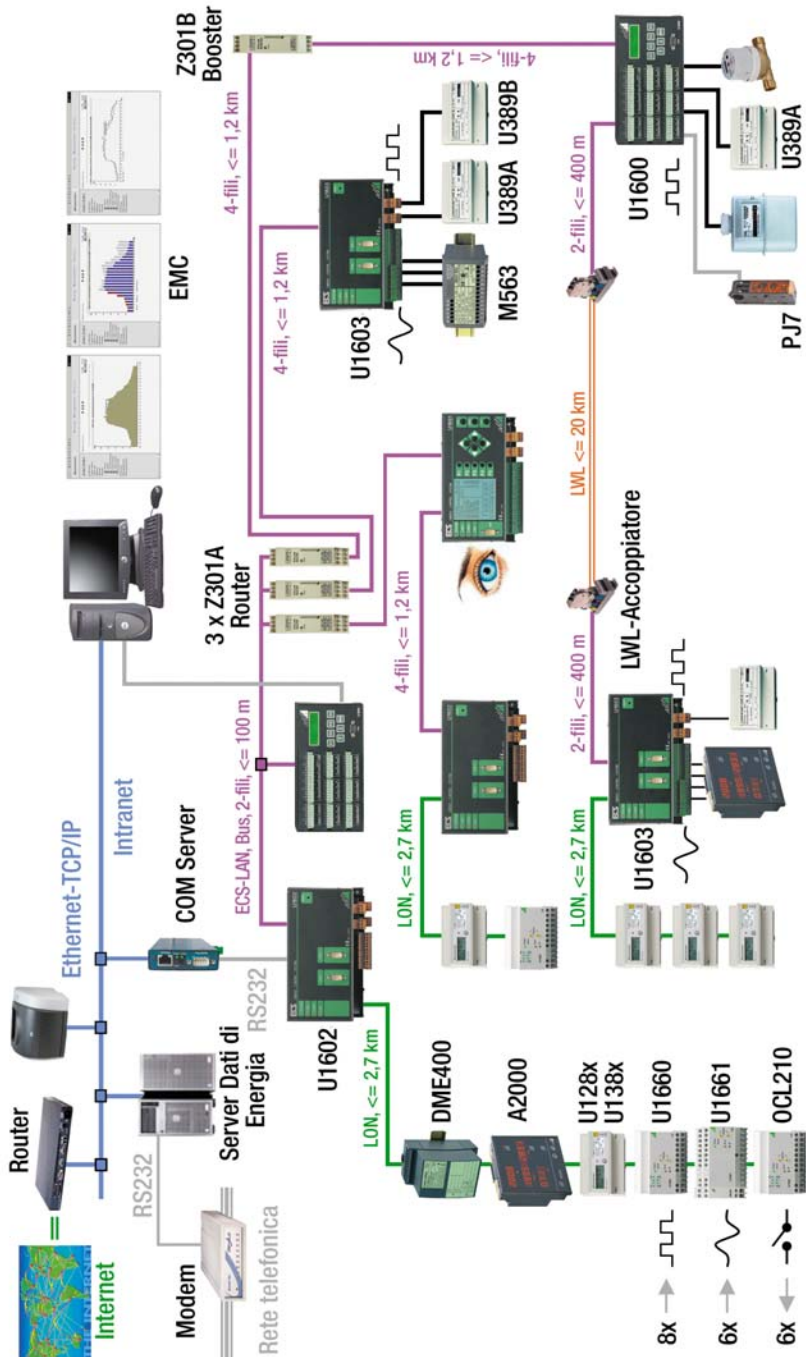 Internet
Router
Ethernet-TCP/IP
Intranet
EMC
Modem
RS232
Rete telefonica
Server Dati di
Energia
COM Server
RS232
U1602
ECS-LAN, Bus, 2-fili, <= 100 m
3 x Z301A
Router
4-fili, <= 1,2 km
Z301B
Booster
4-fili, <= 1,2 km
4-fili, <= 1,2 km
U1603
M563
U389A
U389B
LON, <= 2,7 km
DME400
A2000
U128x
U138x
8x
U1660
6x
U1661
6x
OCL210
LON, <= 2,7 km
4-fili, <= 1,2 km
LON, <= 2,7 km
U1603
2-fili, <= 400 m
LWL-Accoppiatore
LWL <= 20 km
2-fili, <= 400 m
U1600
PJ7
U389A